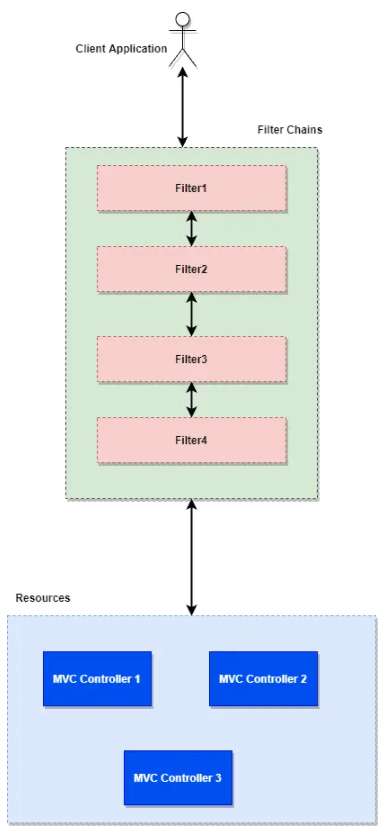 Client Application
Filter Chains
Filter1
Filter2
Filter3
Filter4
Resources
MVC Controller 1
MVC Controller 2
MVC Controller 3